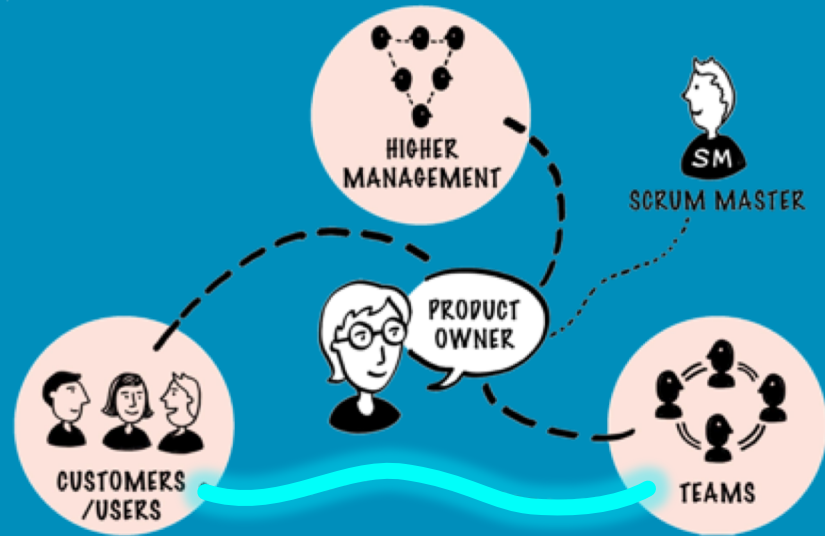 HIGHER
MANAGEMENT
SM
SCRUM MASTER
PRODUCT
OWNER
CUSTOMERS
/USERS
TEAMS